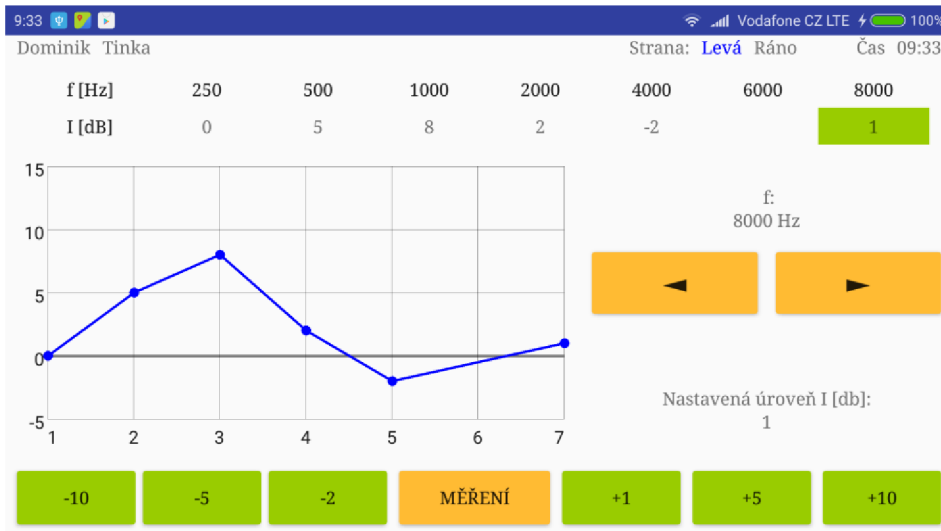 9:33 Vodafone CZ LTE 100%
Dominik Tinka Strana: Levá Ráno Čas 09:33
f [Hz] 250 500 1000 2000 4000 6000 8000
I [dB] 0 5 8 2 -2 1
15
10
5
0
-5
1 2 3 4 5 6 7
f:
8000 Hz
◄ ►
Nastavená úroveň I [db]:
1
-10 -5 -2 MĚŘENÍ +1 +5 +10